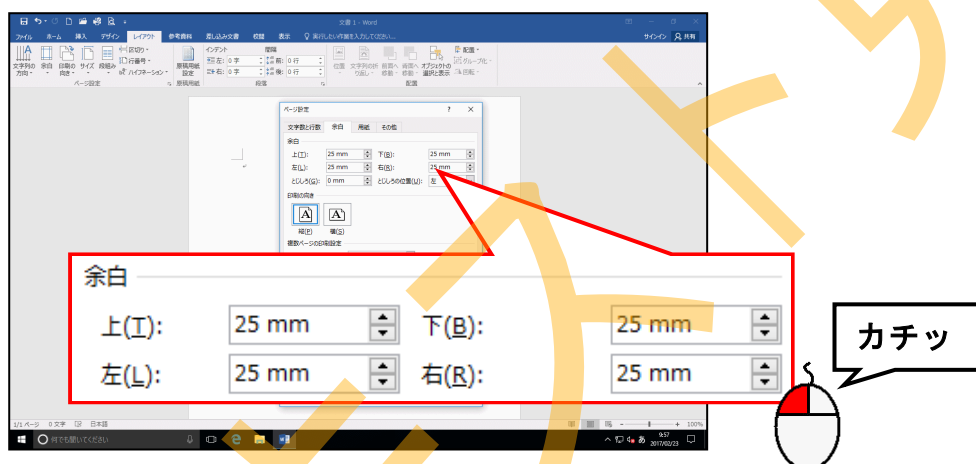 文書 1 - Word
ファイル ホーム 挿入 デザイン レイアウト 参考資料 差し込み文書 校閲 表示 実行したい作業を入力してください... サインイン 共有
文字列の方向 余白 印刷の向き サイズ 段組み 区切り 行番号 ハイフネーション
原稿用紙設定
インデント 間隔
左: 0 字 前: 0 行
右: 0 字 後: 0 行
位置 文字列の折り返し 前面へ移動 背面へ移動 オブジェクトの選択と表示 配置 グループ化 回転
ページ設定 原稿用紙 段落 配置
ページ設定 ? ×
文字数と行数 余白 用紙 その他
余白
上(T): 25 mm 下(B): 25 mm
左(L): 25 mm 右(R): 25 mm
とじしろ(G): 0 mm とじしろの位置(U): 左
印刷の向き
縦(P) 横(S)
複数ページの印刷設定
余白
上(T): 25 mm 下(B): 25 mm
左(L): 25 mm 右(R): 25 mm
カチッ
1/1 ページ 0 文字 日本語 100%
何でも聞いてください
あ 9:57
2017/02/23